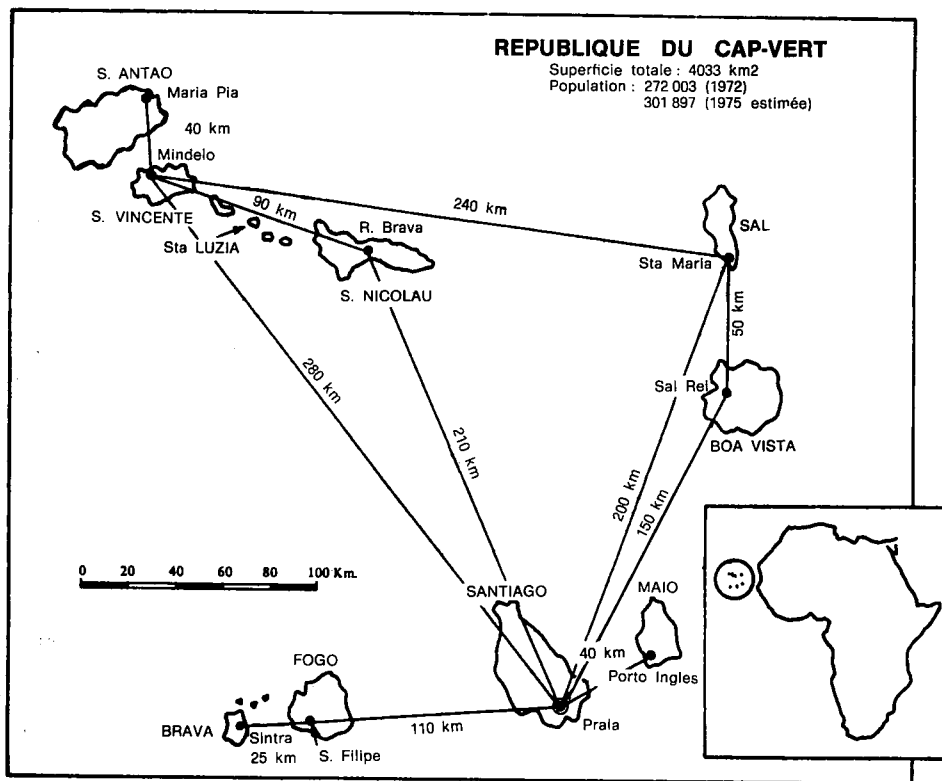 REPUBLIQUE DU CAP-VERT
Superficie totale : 4033 km2
Population : 272 003 (1972)
301 897 (1975 estimée)
S. ANTAO
Maria Pia
40 km
Mindelo
S. VINCENTE
90 km
Sta LUZIA
R. Brava
S. NICOLAU
240 km
SAL
Sta Maria
50 km
Sal Rei
BOA VISTA
280 km
210 km
200 km
150 km
0 20 40 60 80 100 Km.
SANTIAGO
MAIO
40 km
Porto Ingles
Praia
FOGO
BRAVA
Sintra
25 km
S. Filipe
110 km